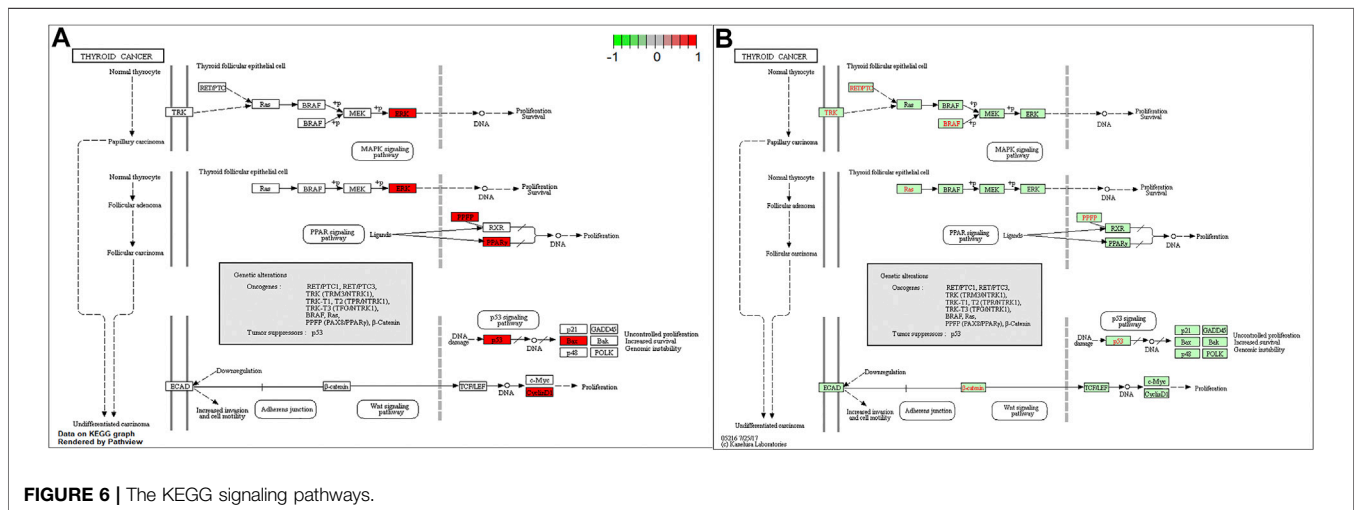 A
THYROID CANCER
-1 0 1
Normal thyrocyte
Thyroid follicular epithelial cell
RET/PTC
TRK
Ras
BRAF
+p
MEK
+p
ERK
BRAF
+p
DNA
Proliferation
Survival
Papillary carcinoma
MAPK signaling
pathway
Normal thyrocyte
Thyroid follicular epithelial cell
Ras
BRAF
+p
MEK
+p
ERK
DNA
Proliferation
Survival
Follicular adenoma
PPFP
PPAR signaling
pathway
Ligands
RXR
PPARγ
DNA
Proliferation
Follicular carcinoma
Genetic alterations
Oncogenes : RET/PTC1, RET/PTC3,
TRK (TRM3/NTRK1),
TRK-T1, T2 (TPR/NTRK1),
TRK-T3 (TFG/NTRK1),
BRAF, Ras,
PPFP (PAX8/PPARγ), β-Catenin
Tumor suppressors : p53
p53 signaling
pathway
DNA
damage
p53
DNA
p21
GADD45
Bax
Bak
p48
POLK
Uncontrolled proliferation
Increased survival
Genomic instability
Downregulation
ECAD
β-catenin
TCF/LEF
DNA
c-Myc
CyclinD1
Proliferation
Increased invasion
and cell motility
Adherens junction
Wnt signaling
pathway
Undifferentiated carcinoma
Data on KEGG graph
Rendered by Pathview
B
THYROID CANCER
Normal thyrocyte
Thyroid follicular epithelial cell
RET/PTC
TRK
Ras
BRAF
+p
MEK
+p
ERK
BRAF
+p
DNA
Proliferation
Survival
Papillary carcinoma
MAPK signaling
pathway
Normal thyrocyte
Thyroid follicular epithelial cell
Ras
BRAF
+p
MEK
+p
ERK
DNA
Proliferation
Survival
Follicular adenoma
PPFP
PPAR signaling
pathway
Ligands
RXR
PPARγ
DNA
Proliferation
Follicular carcinoma
Genetic alterations
Oncogenes : RET/PTC1, RET/PTC3,
TRK (TRM3/NTRK1),
TRK-T1, T2 (TPR/NTRK1),
TRK-T3 (TFG/NTRK1),
BRAF, Ras,
PPFP (PAX8/PPARγ), β-Catenin
Tumor suppressors : p53
p53 signaling
pathway
DNA
damage
p53
DNA
p21
GADD45
Bax
Bak
p48
POLK
Uncontrolled proliferation
Increased survival
Genomic instability
Downregulation
ECAD
β-catenin
TCF/LEF
DNA
c-Myc
CyclinD1
Proliferation
Increased invasion
and cell motility
Adherens junction
Wnt signaling
pathway
Undifferentiated carcinoma
05216 7/25/17
(c) Kanehisa Laboratories
FIGURE 6 | The KEGG signaling pathways.